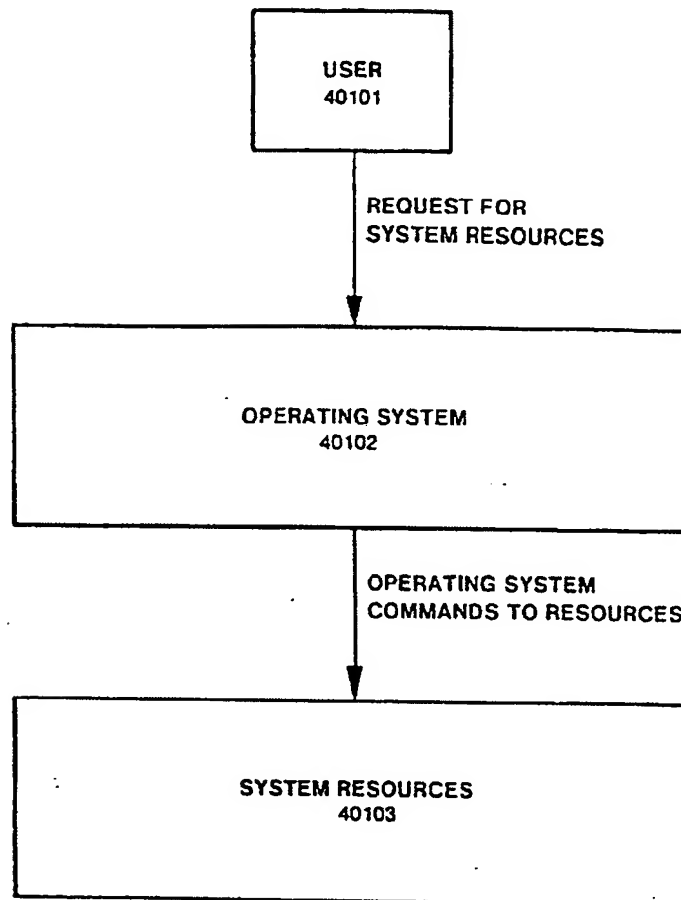 USER
40101
REQUEST FOR
SYSTEM RESOURCES
OPERATING SYSTEM
40102
OPERATING SYSTEM
COMMANDS TO RESOURCES
SYSTEM RESOURCES
40103